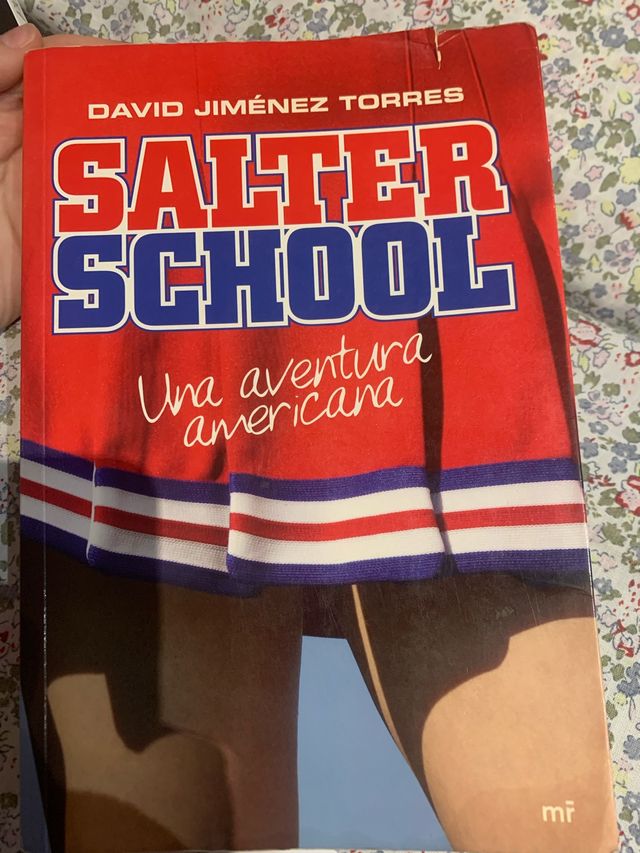 DAVID JIMÉNEZ TORRES
SALTER
SCHOOL
Una aventura
americana
mr̄